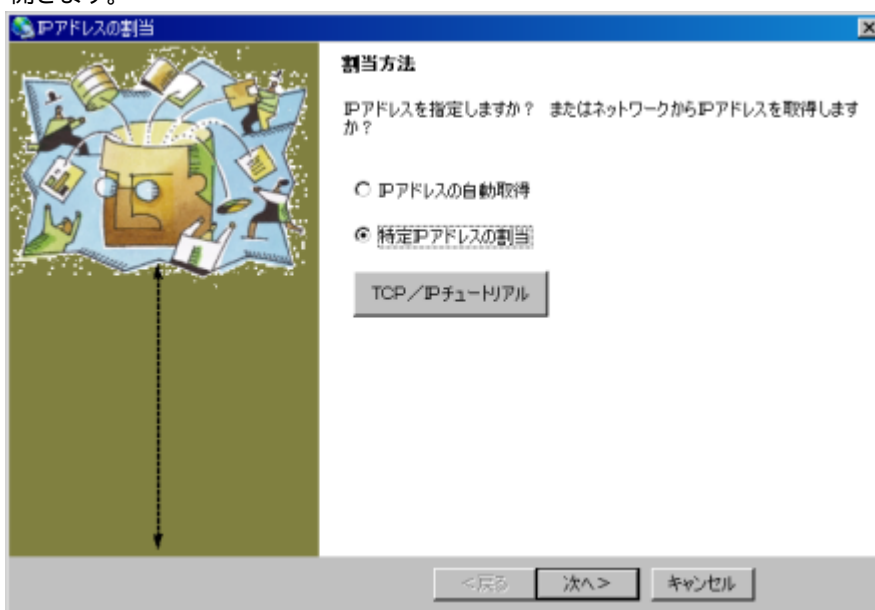 開きます。
IPアドレスの割当
割当方法
IPアドレスを指定しますか？ またはネットワークからIPアドレスを取得します
か？
IPアドレスの自動取得
特定IPアドレスの割当
TCP／IPチュートリアル
<戻る 次へ> キャンセル